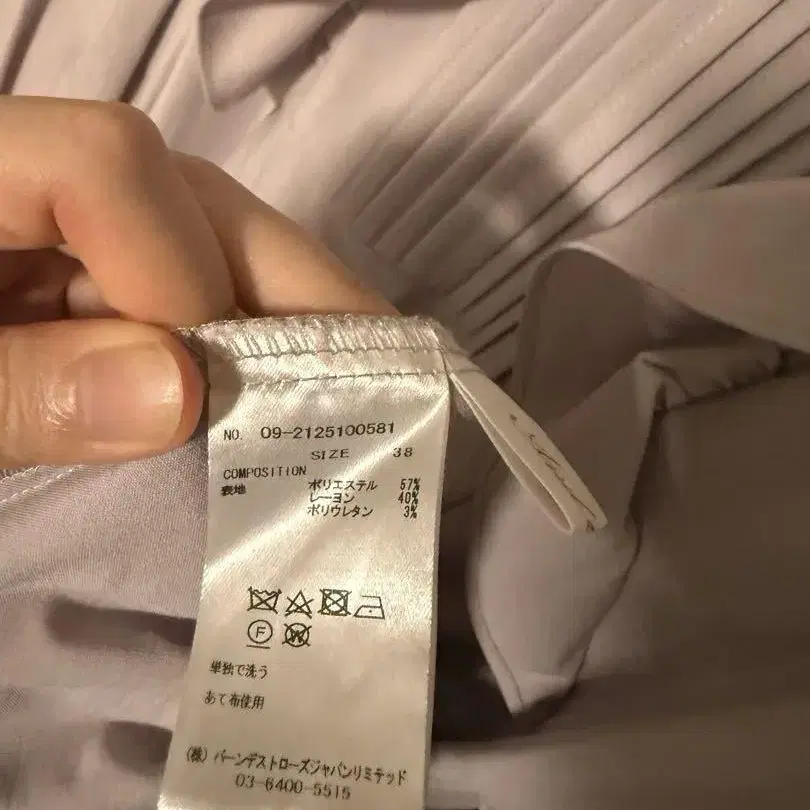 NO. 09-2125100581
SIZE 38
COMPOSITION
表地 ポリエステル 57%
レーヨン 40%
ポリウレタン 3%
F W
単独で洗う
あて布使用
(株) バーンデストローズジャパンリミテッド
03-6400-5515